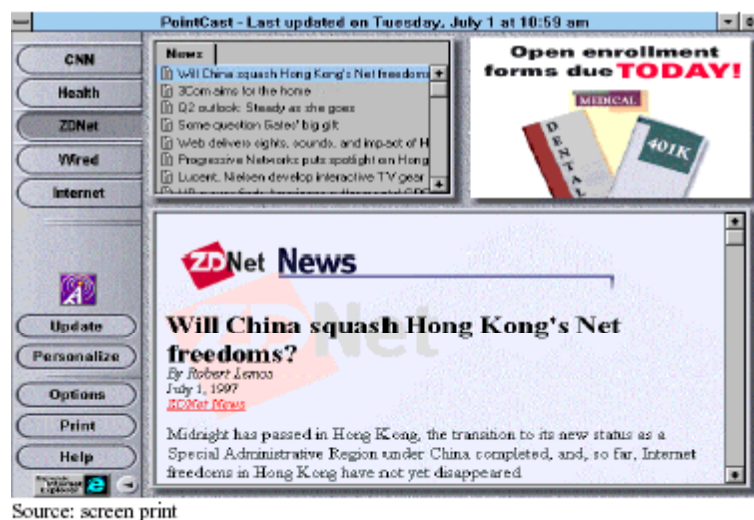 PointCast - Last updated on Tuesday, July 1 at 10:59 am
CNN
Health
ZDNet
Wired
Internet
Update
Personalize
Options
Print
Help
Internet
Explorer
News
Will China squash Hong Kong's Net freedoms
3Com aims for the home
Q2 outlook: Steady as she goes
Some question Gates' big gift
Web delivers sights, sounds, and impact of H
Progressive Networks puts spotlight on Hong
Lucent, Nielsen develop interactive TV gear
Open enrollment
forms due TODAY!
MEDICAL
DENTAL
401K
ZDNet News
ZDNet
Will China squash Hong Kong's Net
freedoms?
By Robert Lemos
July 1, 1997
ZDNet News
Midnight has passed in Hong Kong, the transition to its new status as a
Special Administrative Region under China completed, and, so far, Internet
freedoms in Hong Kong have not yet disappeared
Source: screen print